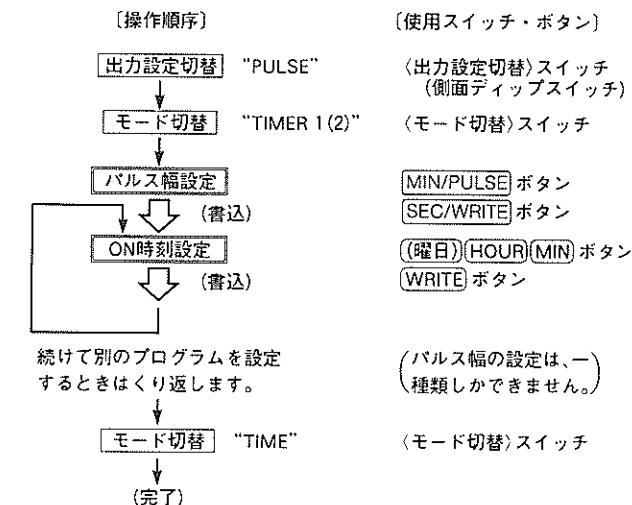 〔操作順序〕 〔使用スイッチ・ボタン〕
出力設定切替 "PULSE" 〈出力設定切替〉スイッチ
(側面ディップスイッチ)
モード切替 "TIMER 1(2)" 〈モード切替〉スイッチ
パルス幅設定 MIN/PULSE ボタン
(書込) SEC/WRITE ボタン
ON時刻設定 (曜日) HOUR MIN ボタン
(書込) WRITE ボタン
続けて別のプログラムを設定 (パルス幅の設定は、一
するときはくり返します。 種類しかできません。)
モード切替 "TIME" 〈モード切替〉スイッチ
(完了)